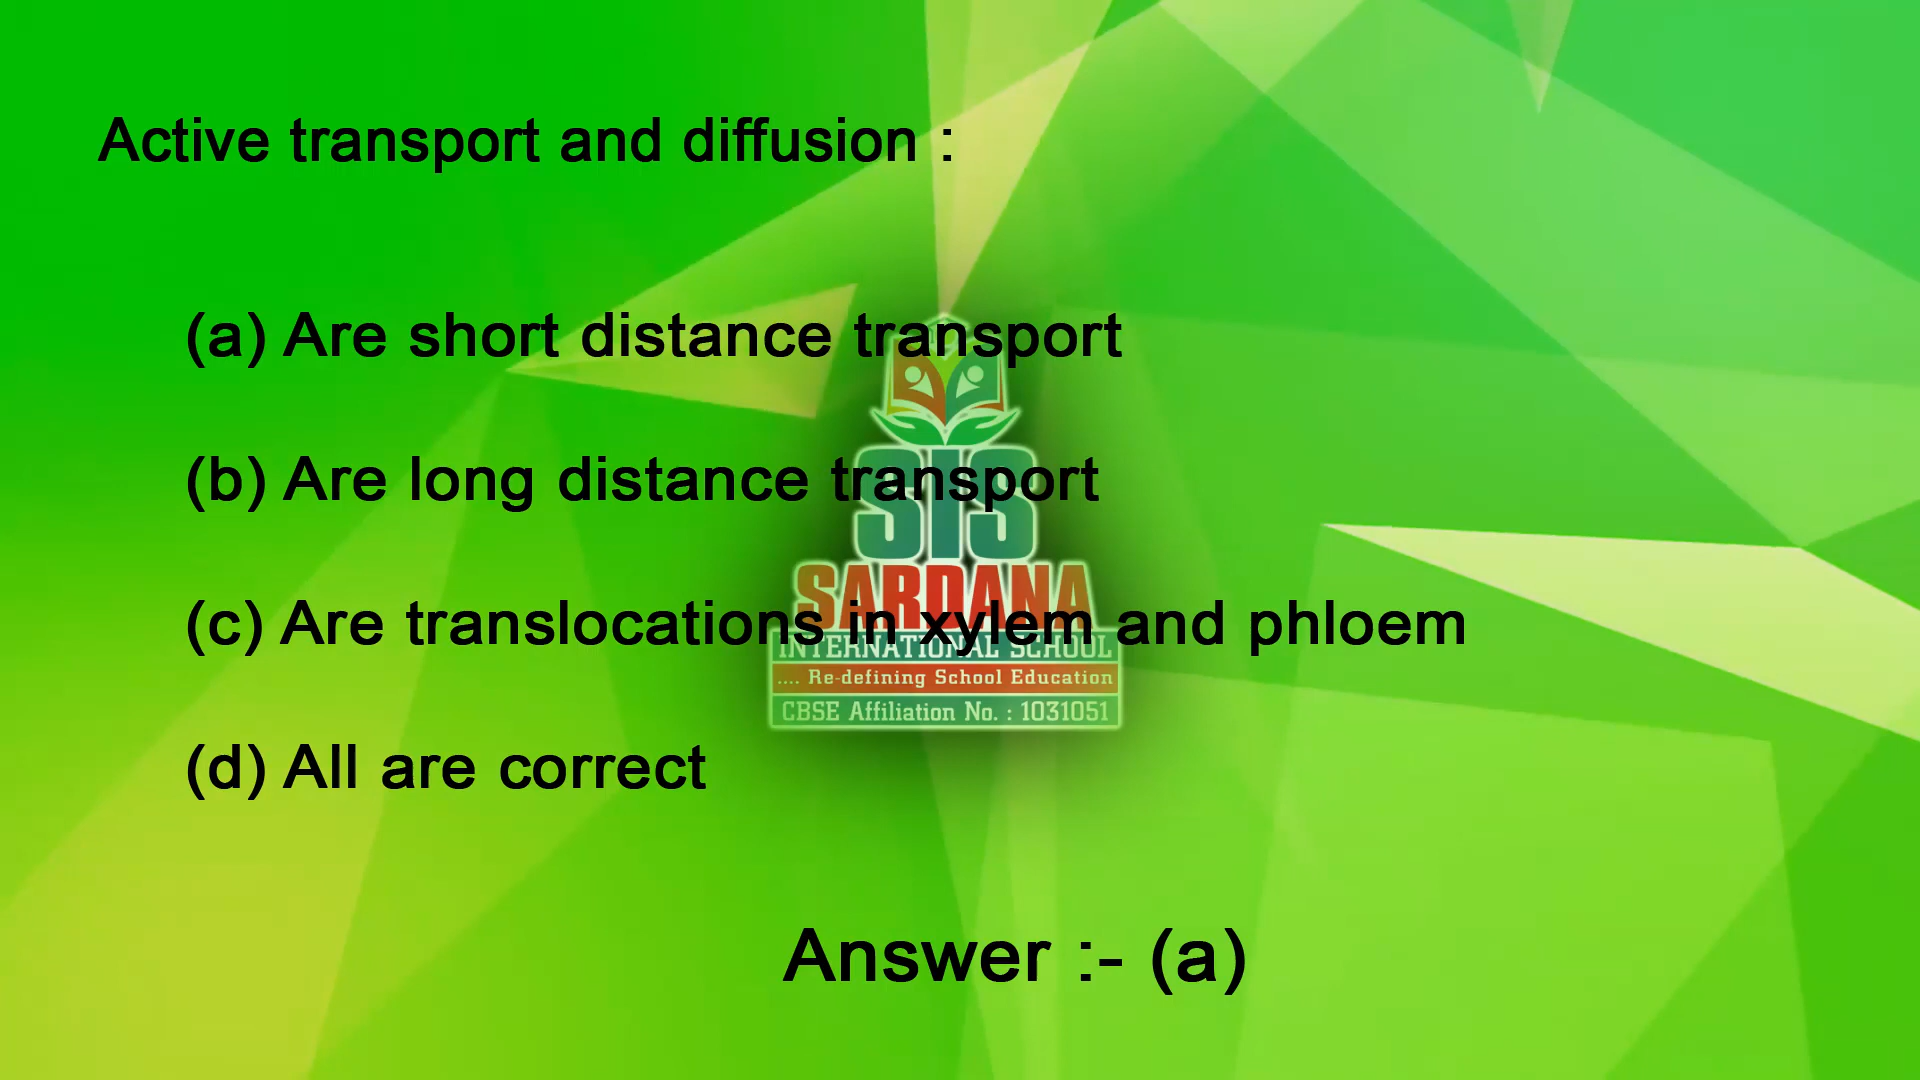 Active transport and diffusion :
(a) Are short distance transport
(b) Are long distance transport
SIS
SARDANA
(c) Are translocations in xylem and phloem
INTERNATIONAL SCHOOL
.... Re-defining School Education
CBSE Affiliation No. : 1031051
(d) All are correct
Answer :- (a)